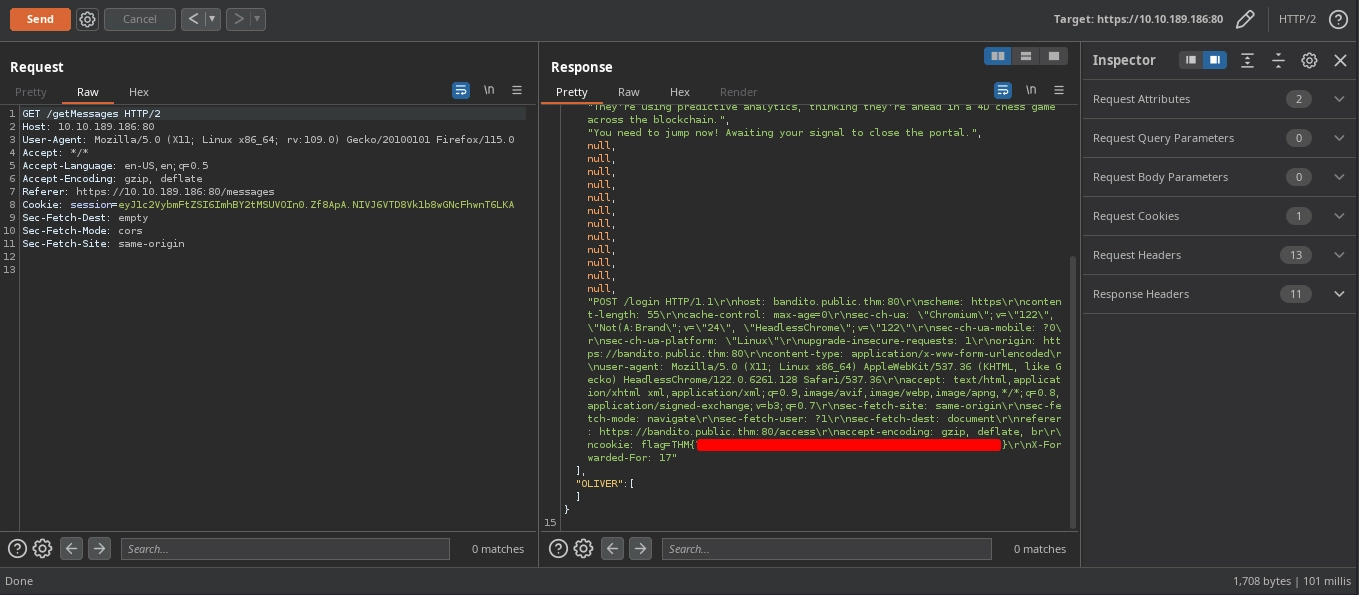 Send
Cancel
<
>
Target: https://10.10.189.186:80
HTTP/2
Request
Pretty
Raw
Hex
\n
1 GET /getMessages HTTP/2
2 Host: 10.10.189.186:80
3 User-Agent: Mozilla/5.0 (X11; Linux x86_64; rv:109.0) Gecko/20100101 Firefox/115.0
4 Accept: */*
5 Accept-Language: en-US,en;q=0.5
6 Accept-Encoding: gzip, deflate
7 Referer: https://10.10.189.186:80/messages
8 Cookie: session=eyJ1c2VybmFtZSI6ImhBY2tMSUVOIn0.Zf8ApA.NIVJ6VTD8Vk1b8wGNcFhwnT6LKA
9 Sec-Fetch-Dest: empty
10 Sec-Fetch-Mode: cors
11 Sec-Fetch-Site: same-origin
12
13
Search...
0 matches
Response
Pretty
Raw
Hex
Render
\n
"They're using predictive analytics, thinking they're ahead in a 4D chess game
across the blockchain.",
"You need to jump now! Awaiting your signal to close the portal.",
null,
null,
null,
null,
null,
null,
null,
null,
null,
null,
null,
null,
"POST /login HTTP/1.1\r\nhost: bandito.public.thm:80\r\nscheme: https\r\nconten
t-length: 55\r\ncache-control: max-age=0\r\nsec-ch-ua: \"Chromium\";v=\"122\",
\"Not(A:Brand\";v=\"24\", \"HeadlessChrome\";v=\"122\"\r\nsec-ch-ua-mobile: ?0\
r\nsec-ch-ua-platform: \"Linux\"\r\nupgrade-insecure-requests: 1\r\norigin: htt
ps://bandito.public.thm:80\r\ncontent-type: application/x-www-form-urlencoded\r
\nuser-agent: Mozilla/5.0 (X11; Linux x86_64) AppleWebKit/537.36 (KHTML, like G
ecko) HeadlessChrome/122.0.6261.128 Safari/537.36\r\naccept: text/html,applicat
ion/xhtml xml,application/xml;q=0.9,image/avif,image/webp,image/apng,*/*;q=0.8,
application/signed-exchange;v=b3;q=0.7\r\nsec-fetch-site: same-origin\r\nsec-fe
tch-mode: navigate\r\nsec-fetch-user: ?1\r\nsec-fetch-dest: document\r\nreferer
: https://bandito.public.thm:80/access\r\naccept-encoding: gzip, deflate, br\r\
ncookie: flag=THM{ }\r\nX-For
warded-For: 17"
],
"OLIVER":[
]
}
15
Search...
0 matches
Inspector
Request Attributes 2
Request Query Parameters 0
Request Body Parameters 0
Request Cookies 1
Request Headers 13
Response Headers 11
Done
1,708 bytes | 101 millis